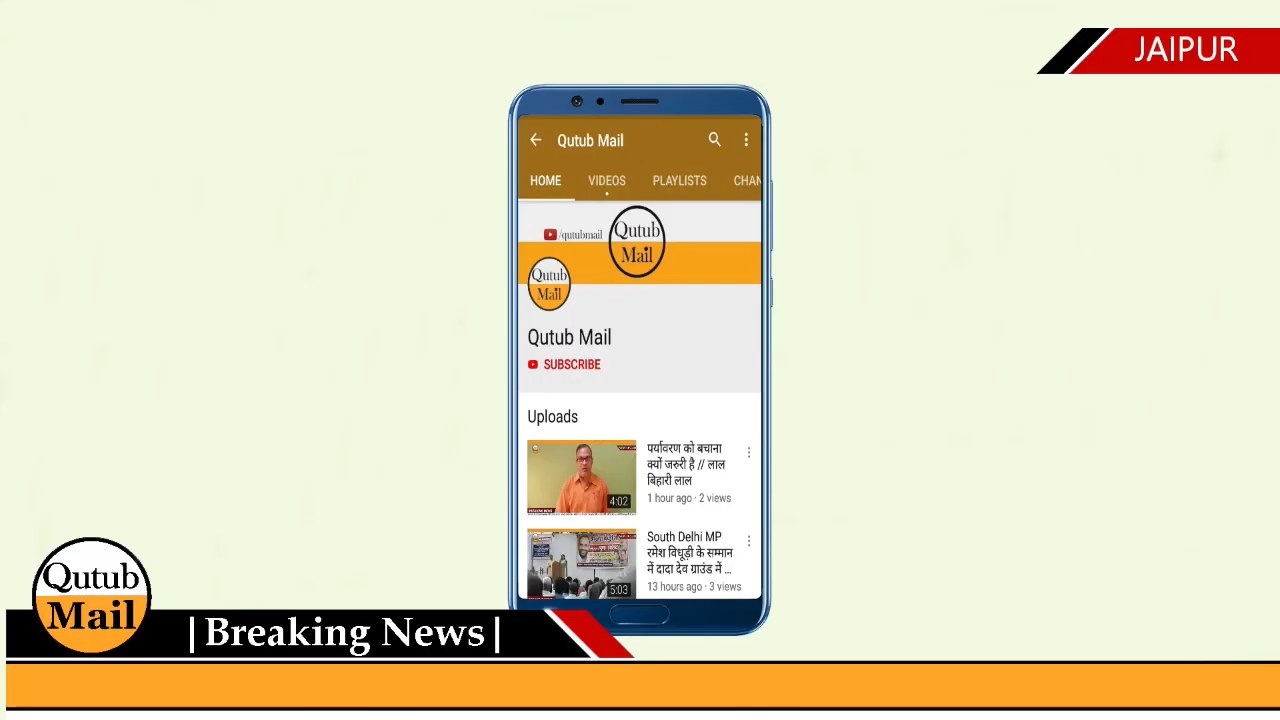 JAIPUR
Qutub Mail
HOME VIDEOS PLAYLISTS CHAN
/qutubmail
Qutub
Mail
Qutub
Mail
Qutub Mail
SUBSCRIBE
Uploads
पर्यावरण को बचाना
क्यों जरुरी है // लाल
बिहारी लाल
1 hour ago · 2 views
4:02
South Delhi MP
रमेश विधूड़ी के सम्मान
में दादा देव ग्राउंड में ...
13 hours ago · 3 views
5:03
Qutub
Mail
|Breaking News|